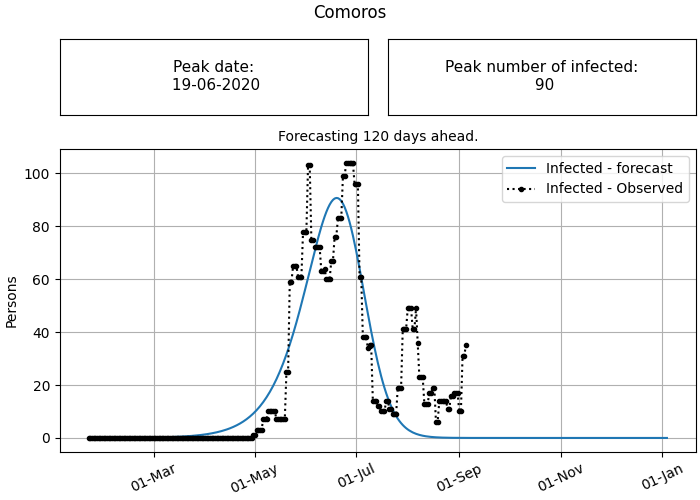 Comoros
Peak date:
19-06-2020
Peak number of infected:
90
Forecasting 120 days ahead.
Infected - forecast
Infected - Observed
Persons
100
80
60
40
20
0
01-Mar
01-May
01-Jul
01-Sep
01-Nov
01-Jan